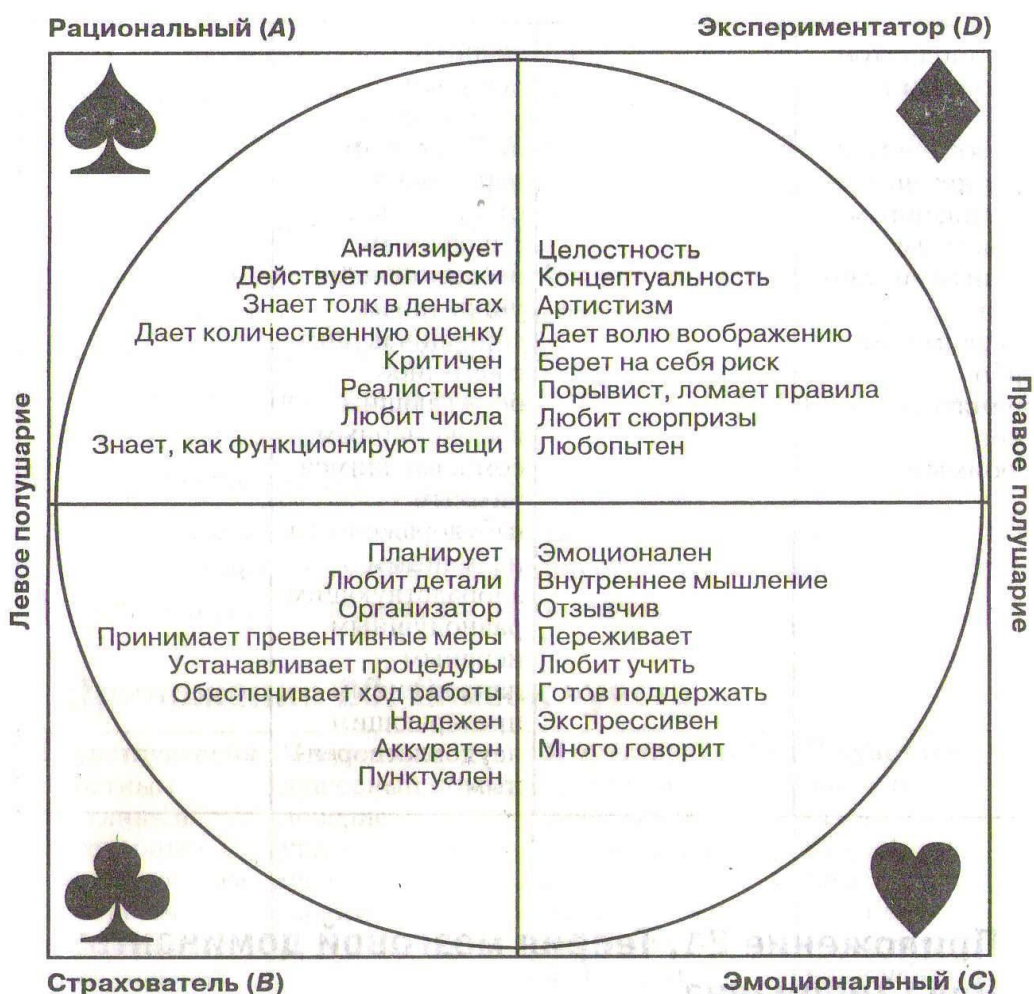 Рациональный (A)
Экспериментатор (D)
Анализирует
Действует логически
Знает толк в деньгах
Дает количественную оценку
Критичен
Реалистичен
Любит числа
Знает, как функционируют вещи
Целостность
Концептуальность
Артистизм
Дает волю воображению
Берет на себя риск
Порывист, ломает правила
Любит сюрпризы
Любопытен
Левое полушарие
Правое полушарие
Планирует
Любит детали
Организатор
Принимает превентивные меры
Устанавливает процедуры
Обеспечивает ход работы
Надежен
Аккуратен
Пунктуален
Эмоционален
Внутреннее мышление
Отзывчив
Переживает
Любит учить
Готов поддержать
Экспрессивен
Много говорит
Страхователь (B)
Эмоциональный (C)